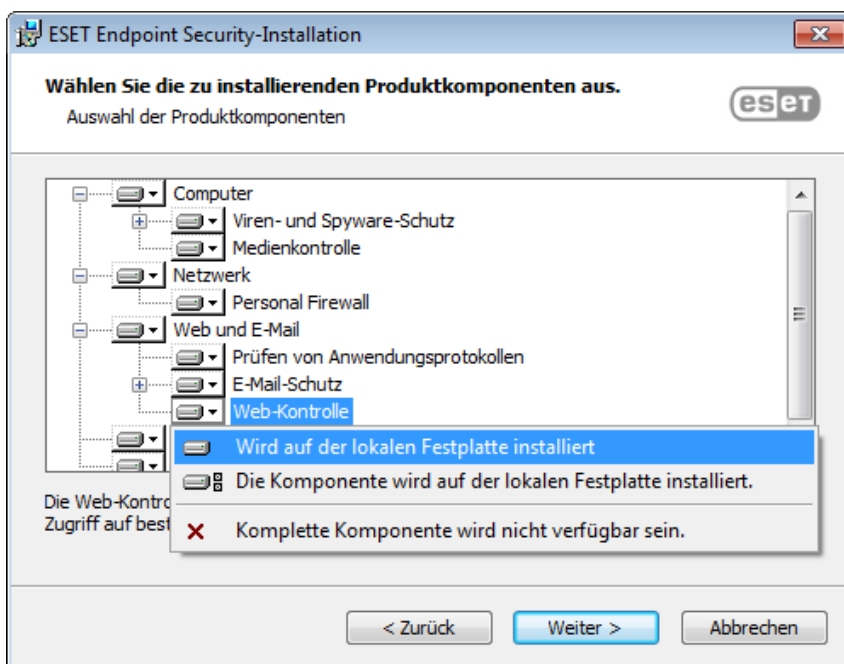 ESET Endpoint Security-Installation
Wählen Sie die zu installierenden Produktkomponenten aus.
Auswahl der Produktkomponenten
eseT
Computer
Viren- und Spyware-Schutz
Medienkontrolle
Netzwerk
Personal Firewall
Web und E-Mail
Prüfen von Anwendungsprotokollen
E-Mail-Schutz
Web-Kontrolle
Wird auf der lokalen Festplatte installiert
Die Komponente wird auf der lokalen Festplatte installiert.
Komplette Komponente wird nicht verfügbar sein.
Die
Zugriff auf
< Zurück
Weiter >
Abbrechen